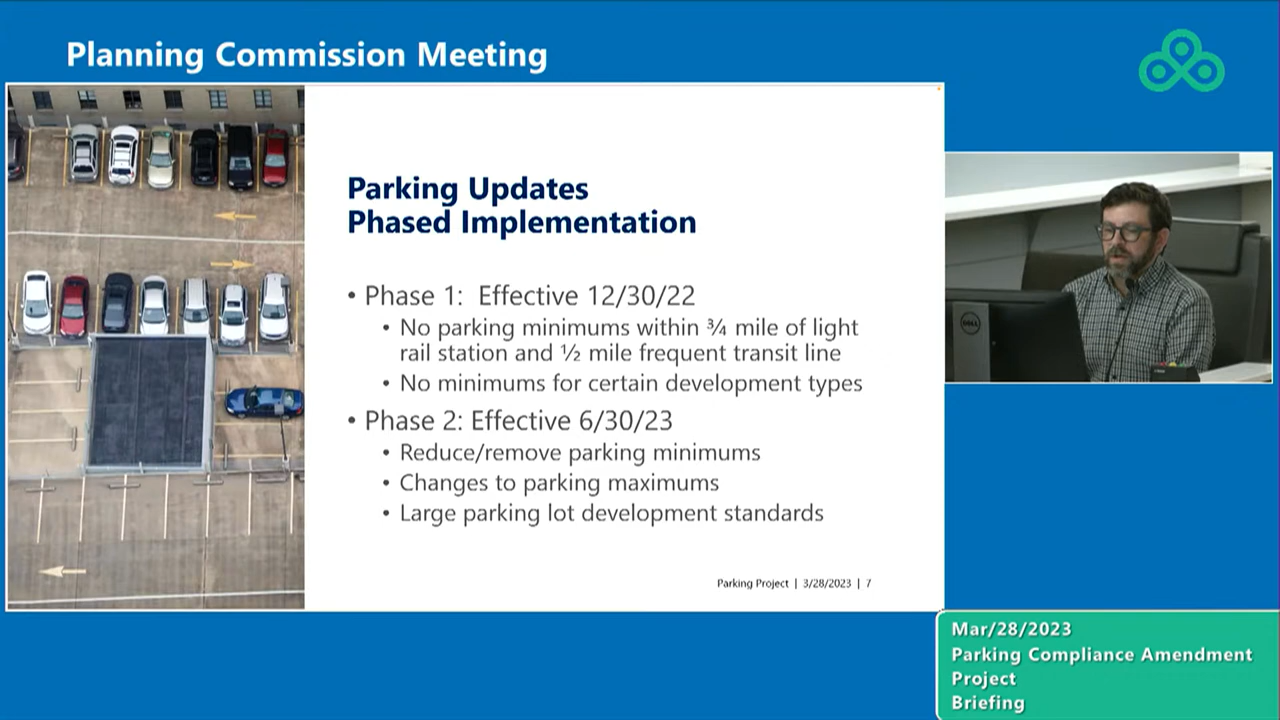 Planning Commission Meeting
Parking Updates
Phased Implementation
• Phase 1: Effective 12/30/22
• No parking minimums within ¾ mile of light
rail station and ½ mile frequent transit line
• No minimums for certain development types
• Phase 2: Effective 6/30/23
• Reduce/remove parking minimums
• Changes to parking maximums
• Large parking lot development standards
Parking Project | 3/28/2023 | 7
DELL
Mar/28/2023
Parking Compliance Amendment
Project
Briefing